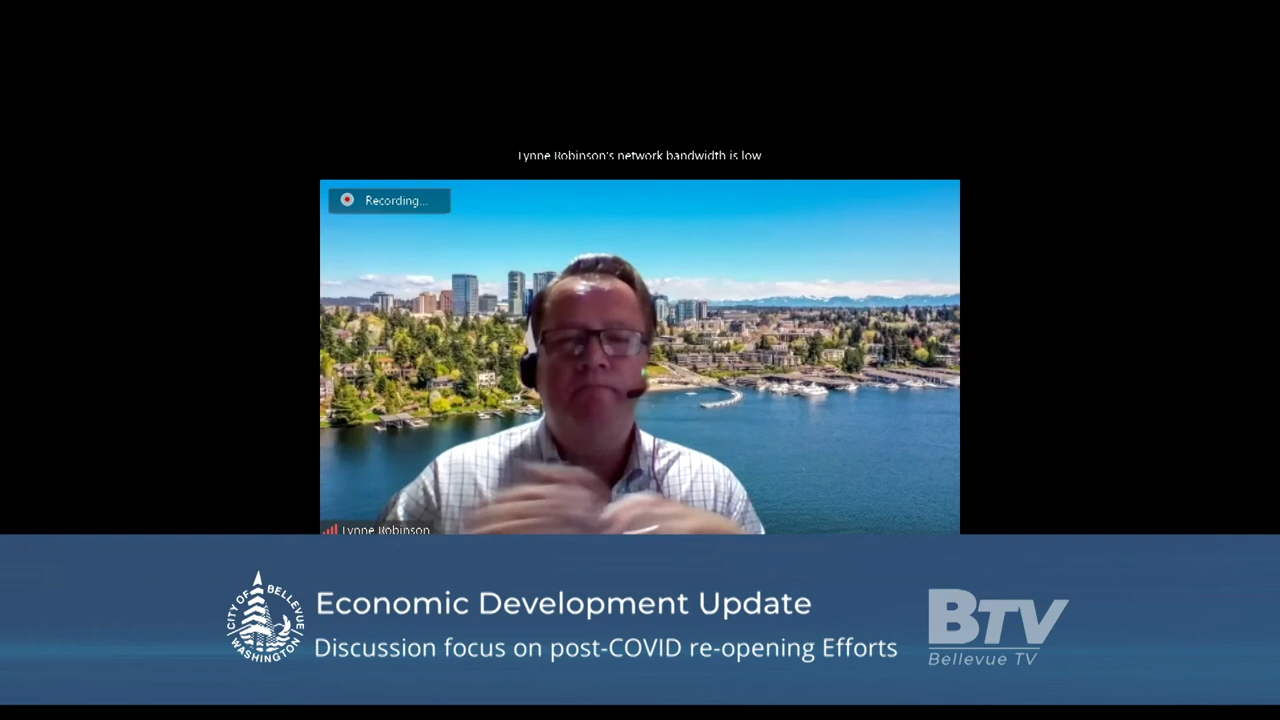 Lynne Robinson's network bandwidth is low
Recording...
Lynne Robinson
Economic Development Update
Discussion focus on post-COVID re-opening Efforts
CITY OF BELLEVUE
WASHINGTON
BTV
Bellevue TV